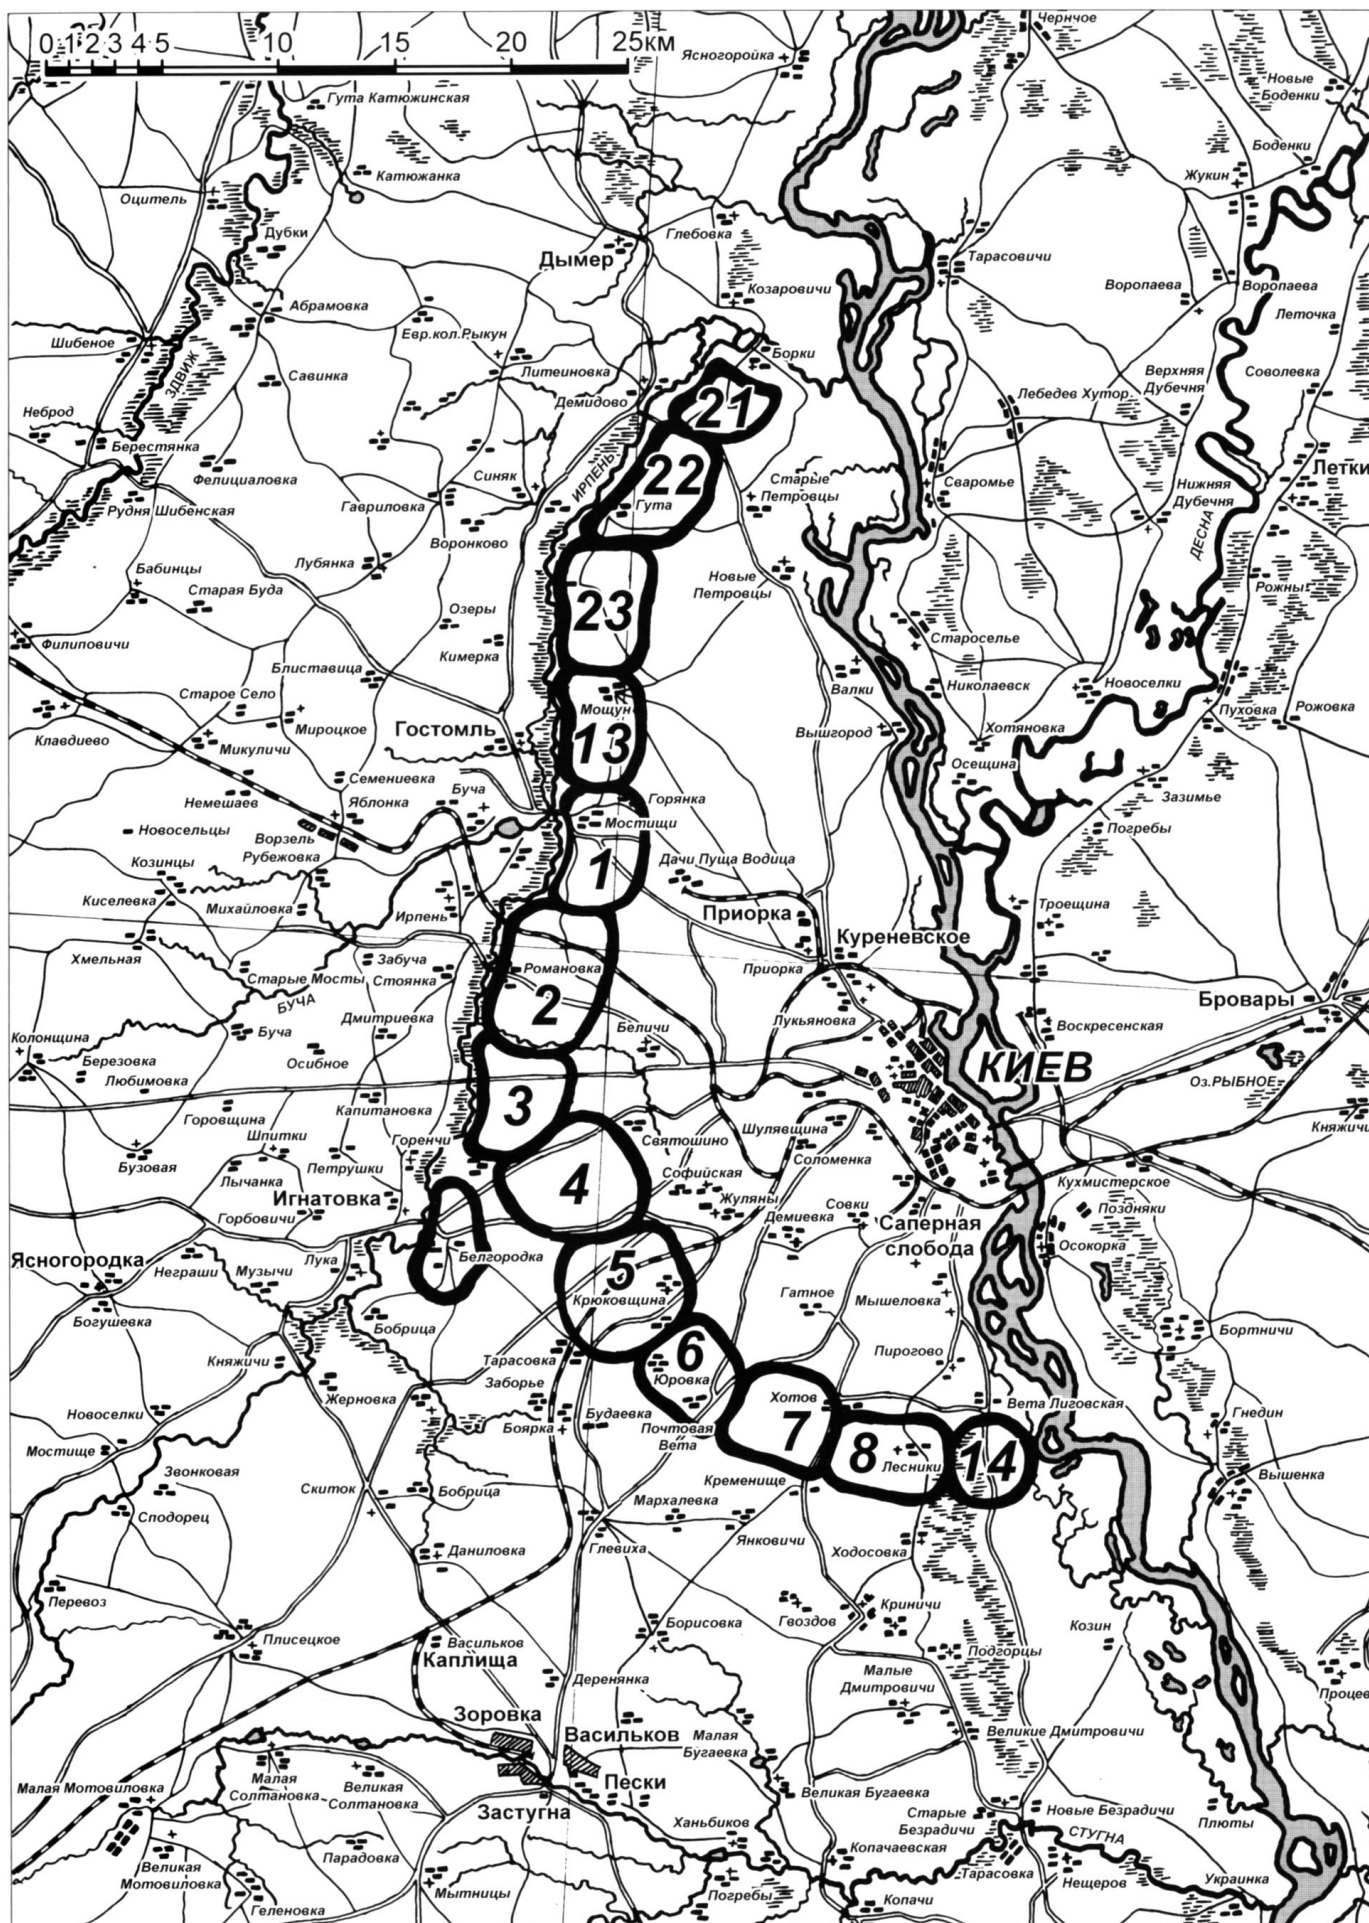 0 1 2 3 4 5 10 15 20 25км
Чернчое
Ясногоройка
Новые
Боденки
Гута Катюжинская
Боденки
Катюжанка
Жукин
Оцитель
Дубки
Глебовка
Дымер
Тарасовичи
Абрамовка
Козаровичи
Воропаева
Воропаева
Леточка
Шибеное
Евр.кол.Рыкун
Борки
ЗДВИЖ
Савинка
Литеиновка
Верхняя
Дубечня
Соловелка
Демидово
Лебедев Хутор
21
Неброд
Берестянка
ИРПЕНЬ
22
Летки
Фелициаловка
Синяк
Старые
Петровцы
Сваромье
Нижняя
Дубечня
Рудня Шибенская
Гавриловка
Гута
Воронково
ДЕСНА
Лубянка
Бабинцы
Старая Буда
Новые
Петровцы
Рожны
Озеры
23
Филиповичи
Староселье
Кимерка
Блиставица
Старое Село
Валки
Николаевск
Новоселки
Мощун
Пуховка
Рожовка
Клавдиево
Микуличи
Мироцкое
Гостомль
13
Вышгород
Хотяновка
Осещина
Семениевка
Немешаев
Яблонка
Буча
Горянка
Зазимье
Новосельцы
Ворзель
Рубежовка
Мостищи
Погребы
Козинцы
1
Дачи Пуща Водица
Киселевка
Михайловка
Ирпень
Приорка
Троещина
Куреневское
Хмельная
Забуча
Романовка
Приорка
Старые Мосты
Стоянка
Бровары
БУЧА
2
Дмитриевка
Лукьяновка
Колонщина
Буча
Беличи
Воскресенская
Березовка
Осибное
КИЕВ
Любимовка
Оз.РЫБНОЕ
Горовщина
Капитановка
3
Княжичи
Шпитки
Горенчи
Святошино
Шулявщина
Бузовая
Петрушки
Соломенка
Лычанка
Софийская
Игнатовка
4
Жуляны
Кухмистерское
Горбовичи
Демиевка
Совки
Поздняки
Саперная
слобода
Ясногородка
Лука
Белгородка
Осокорка
Неграши
Музычи
5
Крюковщина
Гатное
Мышеловка
Богушевка
Бобрица
Бортничи
Княжичи
Тарасовка
6
Пирогово
Заборье
Юровка
Жерновка
Хотов
Вета Лиговская
Новоселки
Будаевка
Гнедин
Боярка
Почтовая
Вета
7
8
14
Мостище
Лесники
Звонковая
Кременище
Вышенка
Скиток
Бобрица
Мархалевка
Сподорец
Янковичи
Даниловка
Глевиха
Ходосовка
Перевоз
Борисовка
Гвоздов
Криничи
Козин
Плисецкое
Васильков
Каплища
Подгорцы
Деренянка
Малые
Дмитровичи
Процев
Зоровка
Васильков
Малая
Бугаевка
Великие Дмитровичи
Малая Мотовиловка
Малая
Солтановка
Великая
Солтановка
Пески
Великая Бугаевка
Застугна
Старые
Безрадичи
Новые Безрадичи
Ханьбиков
СТУГНА
Плюты
Парадовка
Копачаевская
Великая
Мотовиловка
Мытницы
Тарасовка
Нещеров
Украинка
Погребы
Геленовка
Копачи